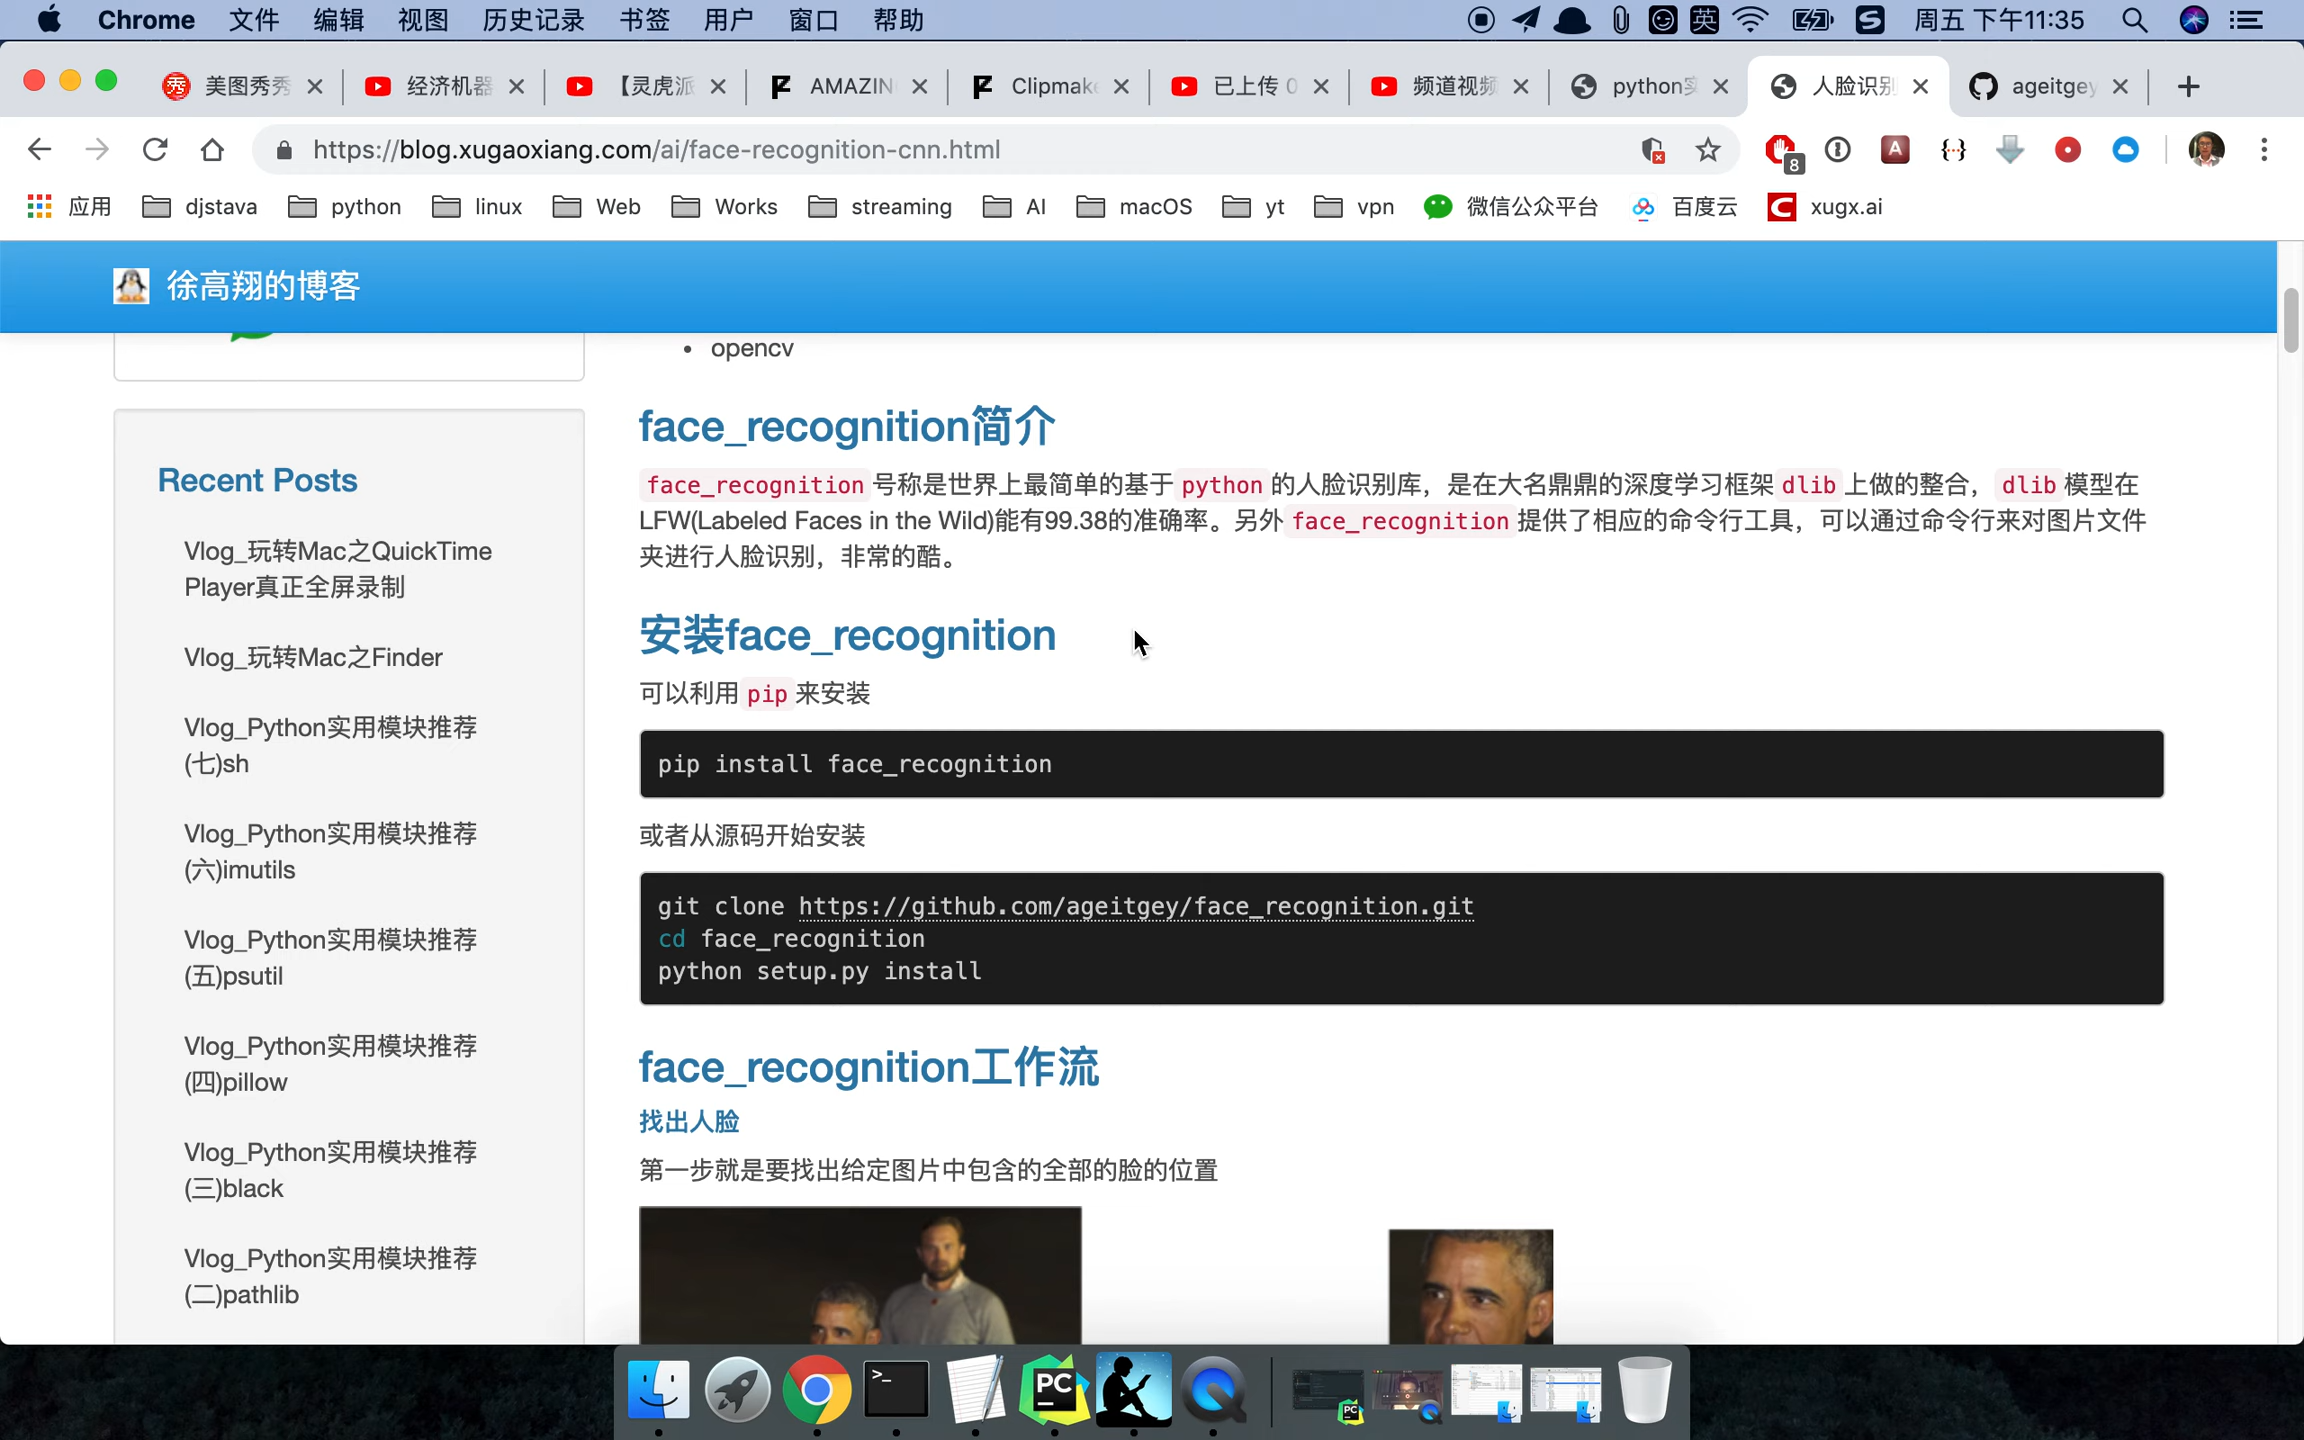 Chrome 文件 编辑 视图 历史记录 书签 用户 窗口 帮助 英 周五 下午11:35
美图秀秀 经济机器 【灵虎派 AMAZIN Clipmake 已上传 0 频道视频 python实 人脸识别 ageitgey
https://blog.xugaoxiang.com/ai/face-recognition-cnn.html 8
应用 djstava python linux Web Works streaming AI macOS yt vpn 微信公众平台 百度云 xugx.ai
徐高翔的博客
Recent Posts
Vlog_玩转Mac之QuickTime
Player真正全屏录制
Vlog_玩转Mac之Finder
Vlog_Python实用模块推荐
(七)sh
Vlog_Python实用模块推荐
(六)imutils
Vlog_Python实用模块推荐
(五)psutil
Vlog_Python实用模块推荐
(四)pillow
Vlog_Python实用模块推荐
(三)black
Vlog_Python实用模块推荐
(二)pathlib
• opencv
face_recognition简介
face_recognition号称是世界上最简单的基于python的人脸识别库，是在大名鼎鼎的深度学习框架dlib上做的整合，dlib模型在
LFW(Labeled Faces in the Wild)能有99.38的准确率。另外face_recognition提供了相应的命令行工具，可以通过命令行来对图片文件
夹进行人脸识别，非常的酷。
安装face_recognition
可以利用pip来安装
pip install face_recognition
或者从源码开始安装
git clone https://github.com/ageitgey/face_recognition.git
cd face_recognition
python setup.py install
face_recognition工作流
找出人脸
第一步就是要找出给定图片中包含的全部的脸的位置
PC